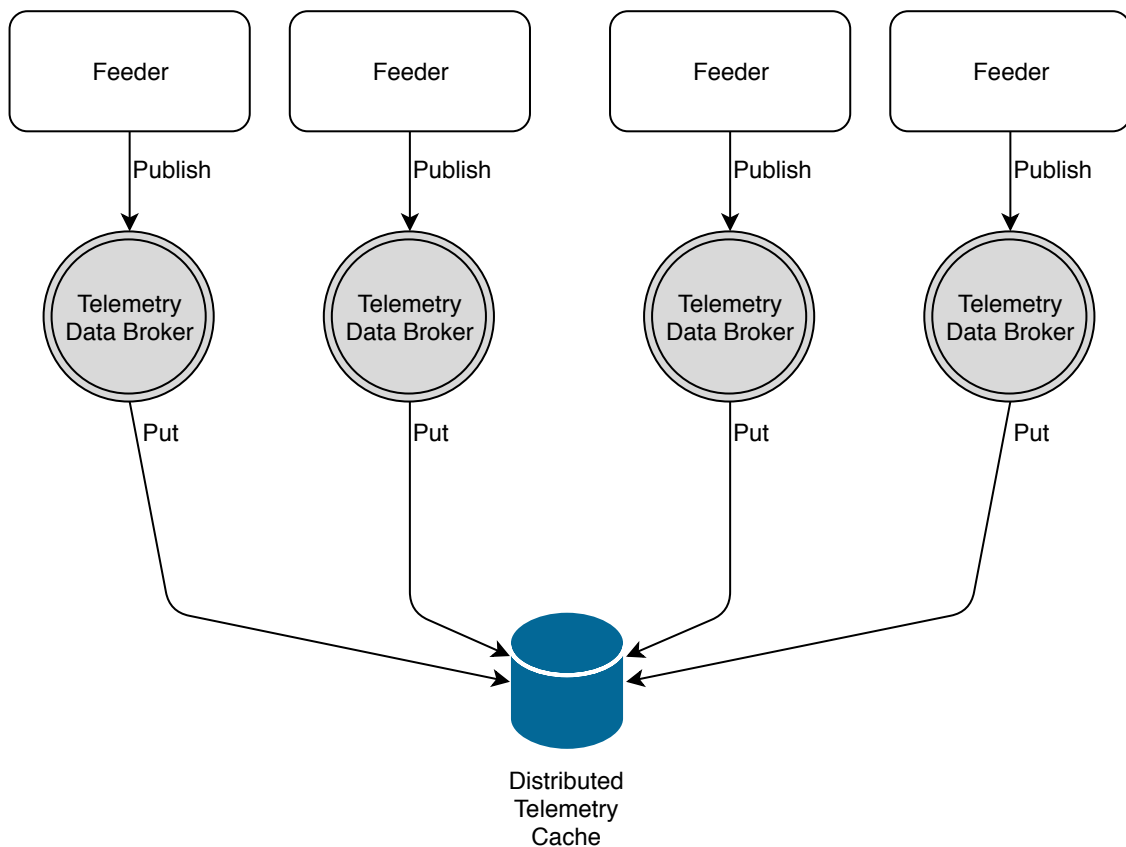 Feeder
Feeder
Feeder
Feeder
Publish
Publish
Publish
Publish
Telemetry
Data Broker
Telemetry
Data Broker
Telemetry
Data Broker
Telemetry
Data Broker
Put
Put
Put
Put
Distributed
Telemetry
Cache